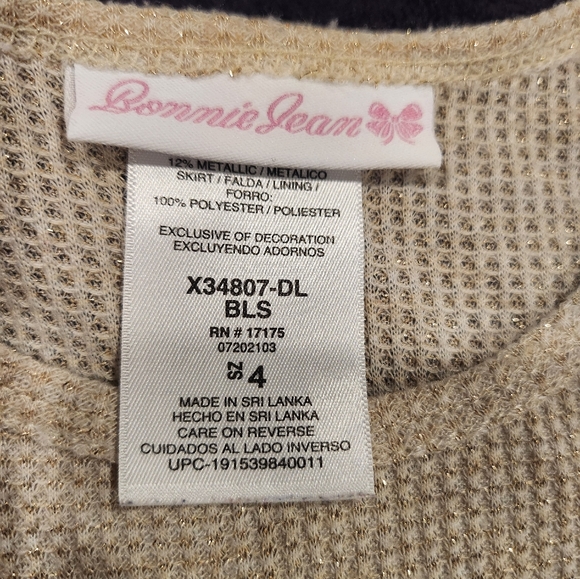 Bonnie Jean
12% METALLIC / METALICO
SKIRT / FALDA / LINING /
FORRO:
100% POLYESTER / POLIESTER
EXCLUSIVE OF DECORATION
EXCLUYENDO ADORNOS
X34807-DL
BLS
RN # 17175
07202103
SZ 4
MADE IN SRI LANKA
HECHO EN SRI LANKA
CARE ON REVERSE
CUIDADOS AL LADO INVERSO
UPC-191539840011